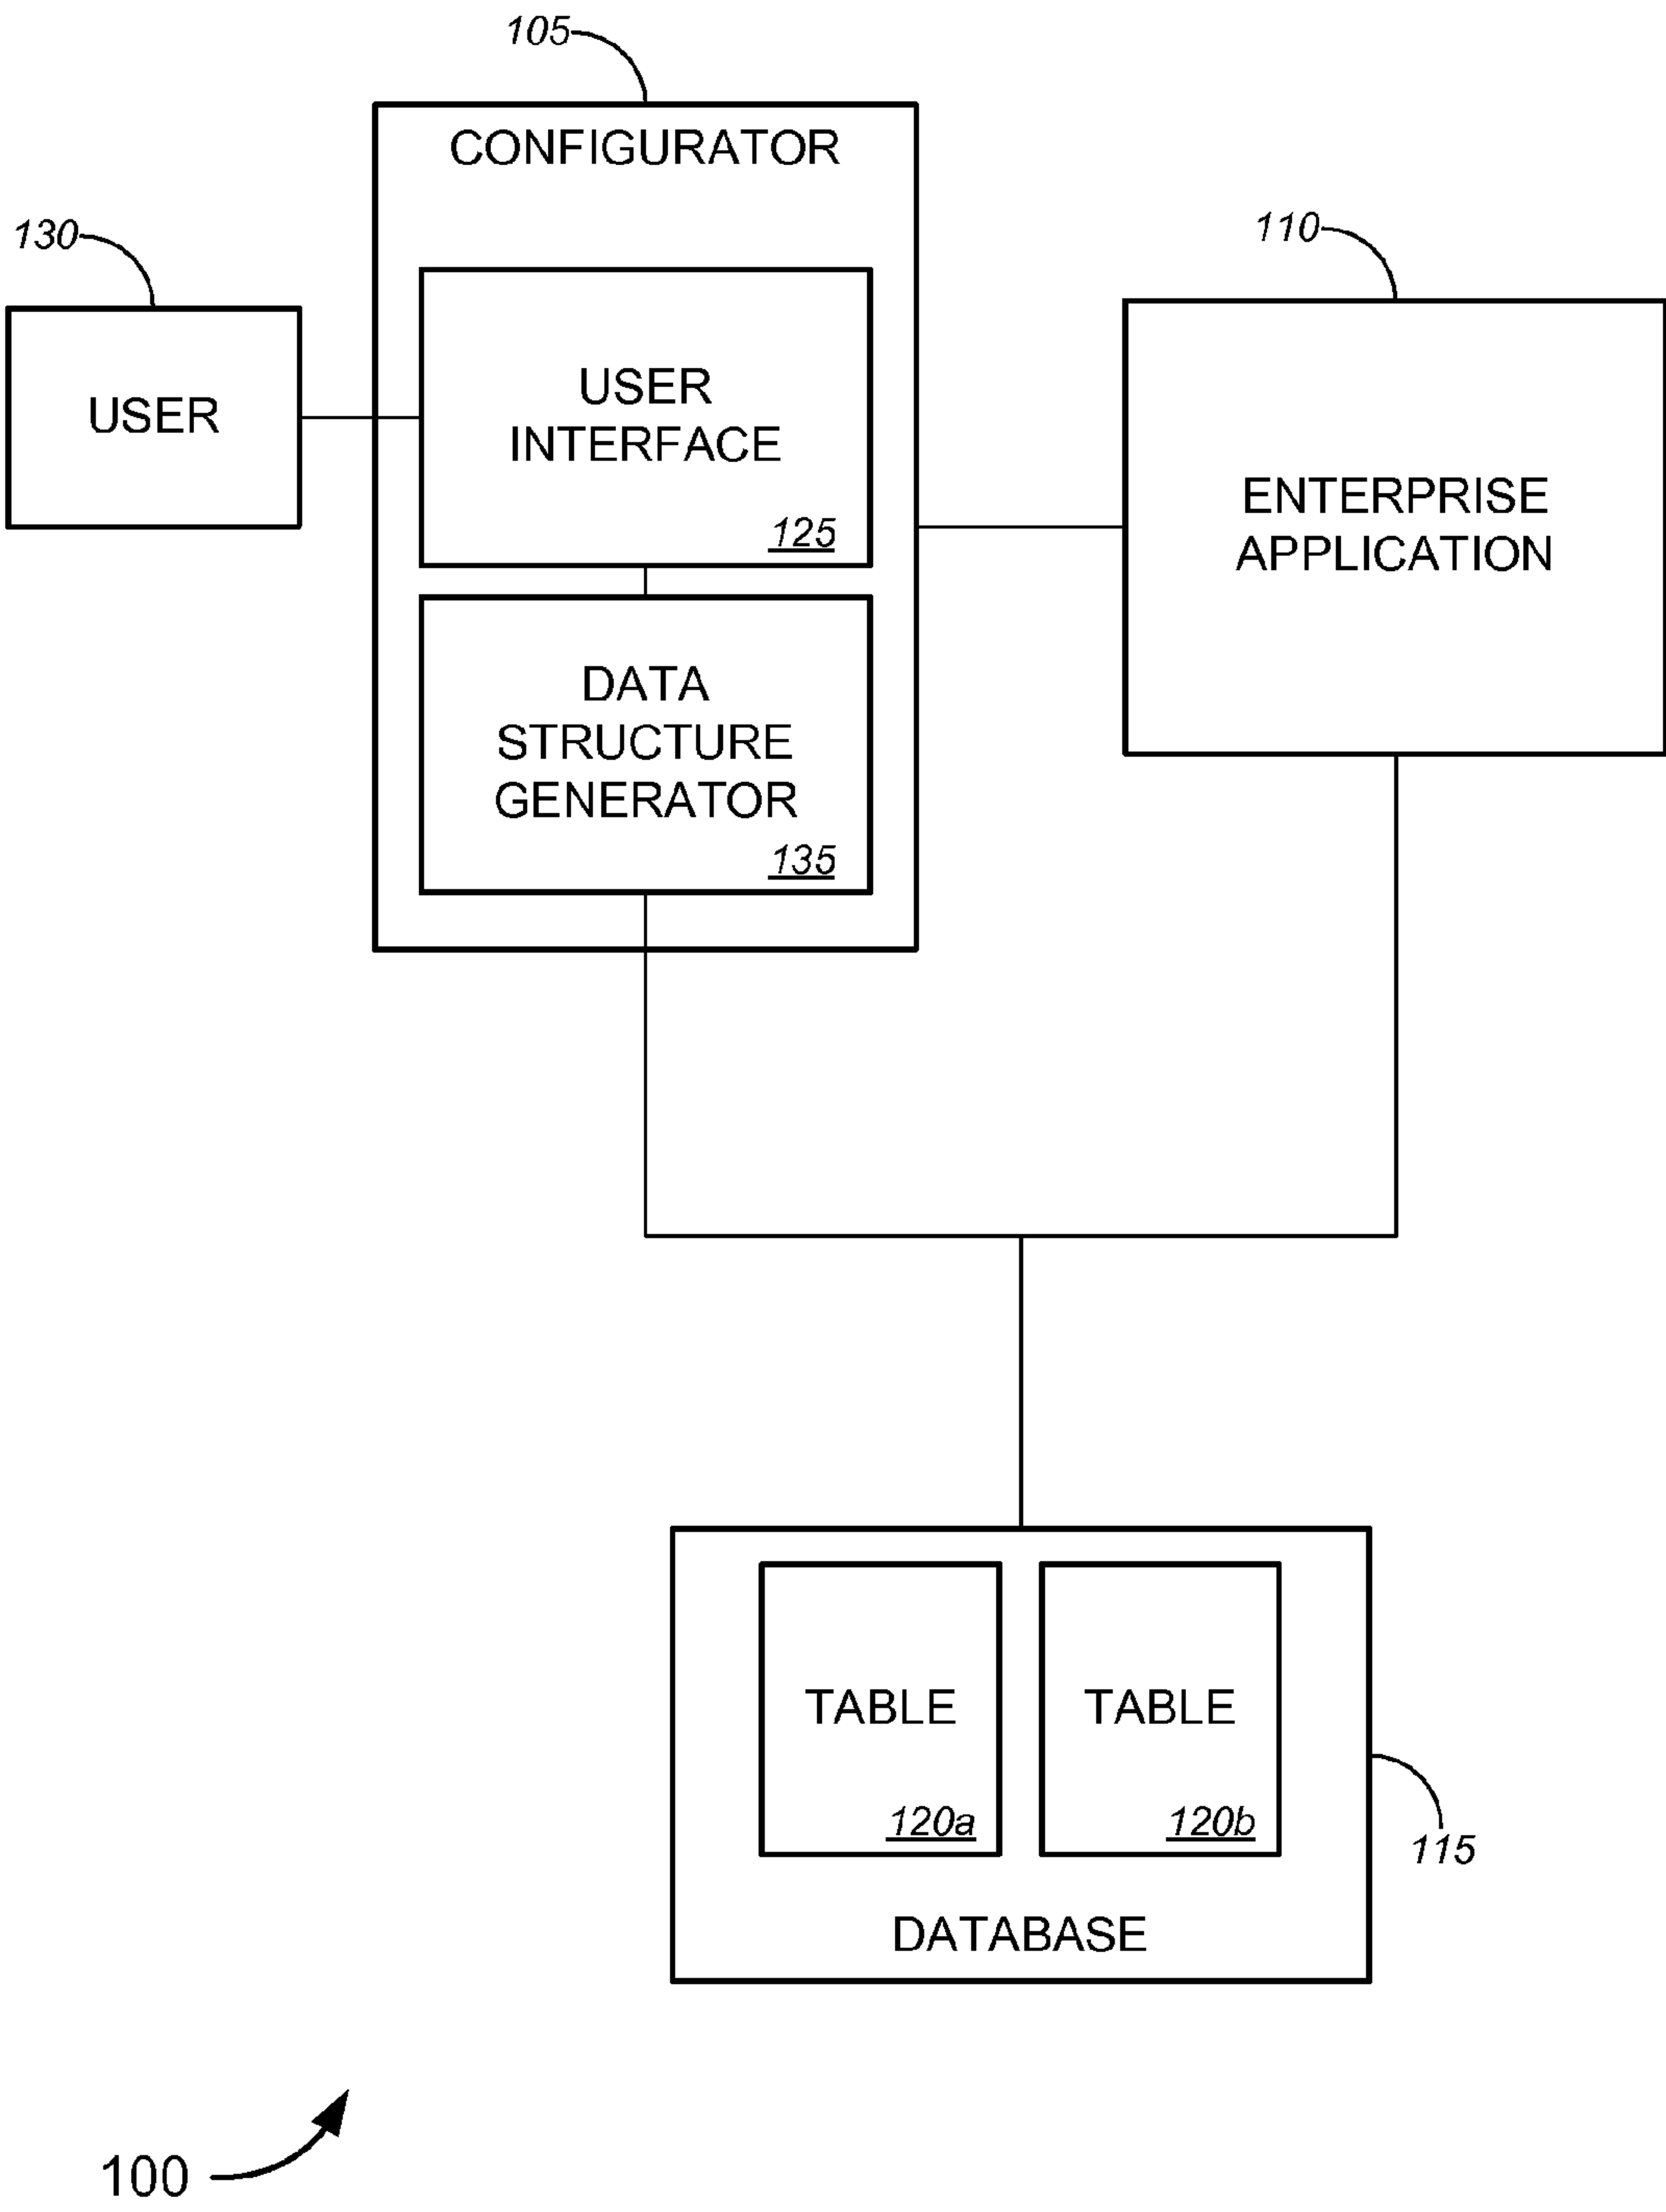 105
CONFIGURATOR
130
110
USER
USER
INTERFACE
125
ENTERPRISE
APPLICATION
DATA
STRUCTURE
GENERATOR
135
TABLE
120a
TABLE
120b
115
DATABASE
100